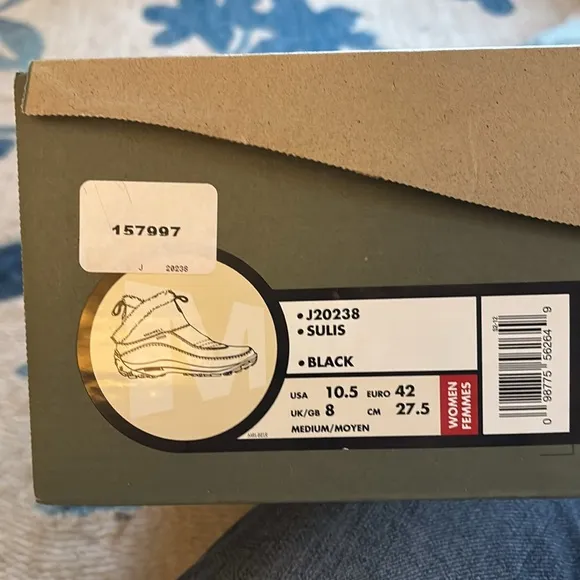 157997
J 20238
M
• J20238
• SULIS
• BLACK
USA 10.5 EURO 42
UK/GB 8 CM 27.5
MEDIUM/MOYEN
WOMEN
FEMMES
0 98775 56264 9